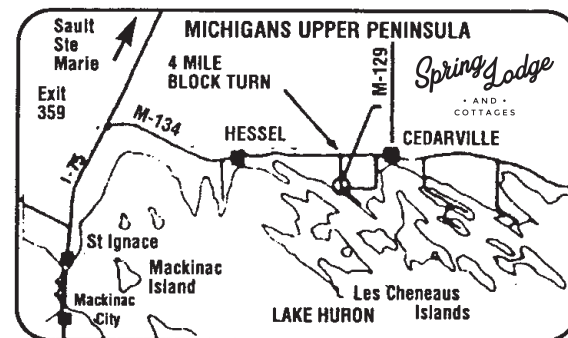 MICHIGANS UPPER PENINSULA
Sault
Ste
Marie
Exit
359
4 MILE
BLOCK TURN
M-129
Spring Lodge
• AND •
COTTAGES
M-134
HESSEL
CEDARVILLE
I-75
St Ignace
Mackinac
Island
Mackinac
City
Les Cheneaus
Islands
LAKE HURON